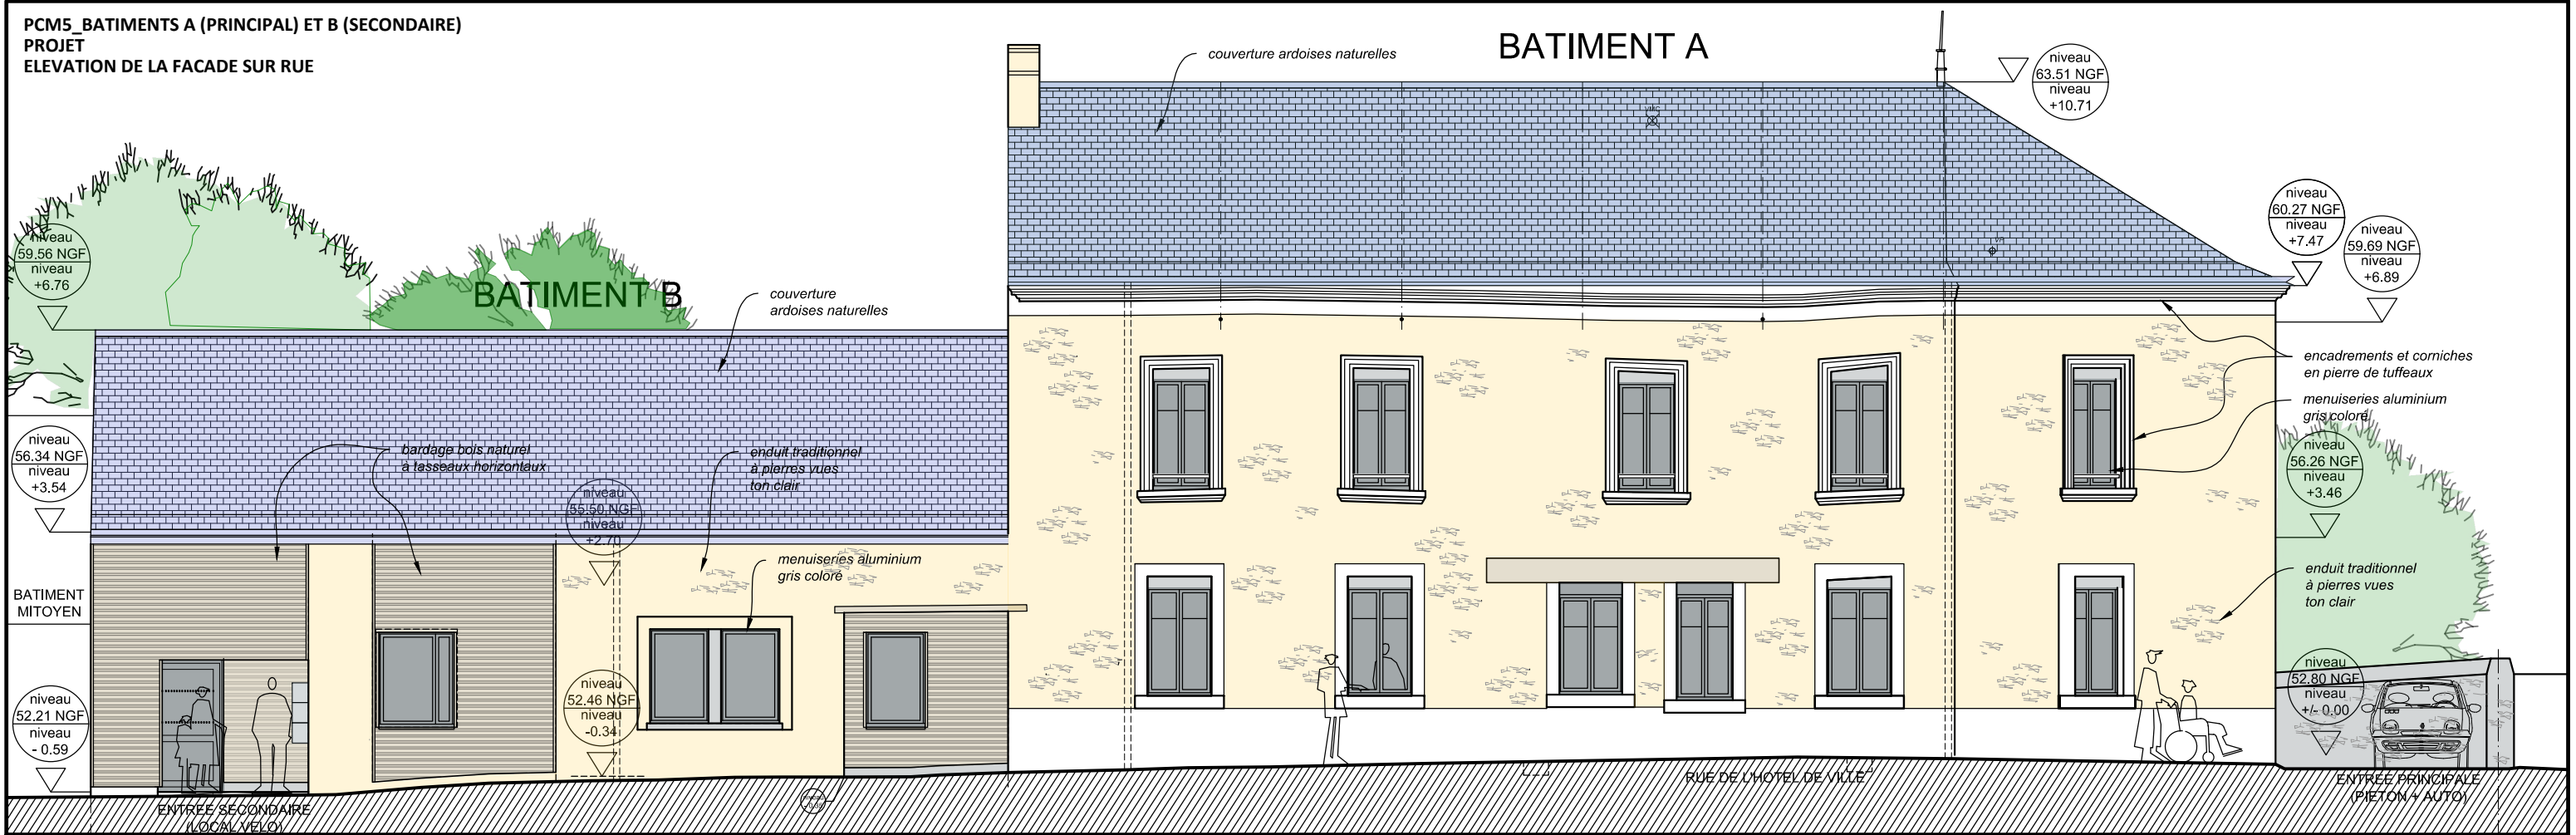 PCM5_BATIMENTS A (PRINCIPAL) ET B (SECONDAIRE)
PROJET
ELEVATION DE LA FACADE SUR RUE
BATIMENT A
couverture ardoises naturelles
niveau
63.51 NGF
niveau
+10.71
VMC
niveau
60.27 NGF
niveau
+7.47
niveau
59.69 NGF
niveau
+6.89
niveau
59.56 NGF
niveau
+6.76
BATIMENT B
couverture
ardoises naturelles
encadrements et corniches
en pierre de tuffeaux
menuiseries aluminium
gris coloré
niveau
56.34 NGF
niveau
+3.54
bardage bois naturel
à tasseaux horizontaux
enduit traditionnel
à pierres vues
ton clair
niveau
55.50 NGF
niveau
+2.70
niveau
56.26 NGF
niveau
+3.46
menuiseries aluminium
gris coloré
enduit traditionnel
à pierres vues
ton clair
BATIMENT
MITOYEN
niveau
52.21 NGF
niveau
- 0.59
niveau
52.46 NGF
niveau
-0.34
niveau
52.80 NGF
niveau
+/- 0.00
ENTREE SECONDAIRE
(LOCAL VELO)
RUE DE L'HOTEL DE VILLE
ENTREE PRINCIPALE
(PIETON + AUTO)